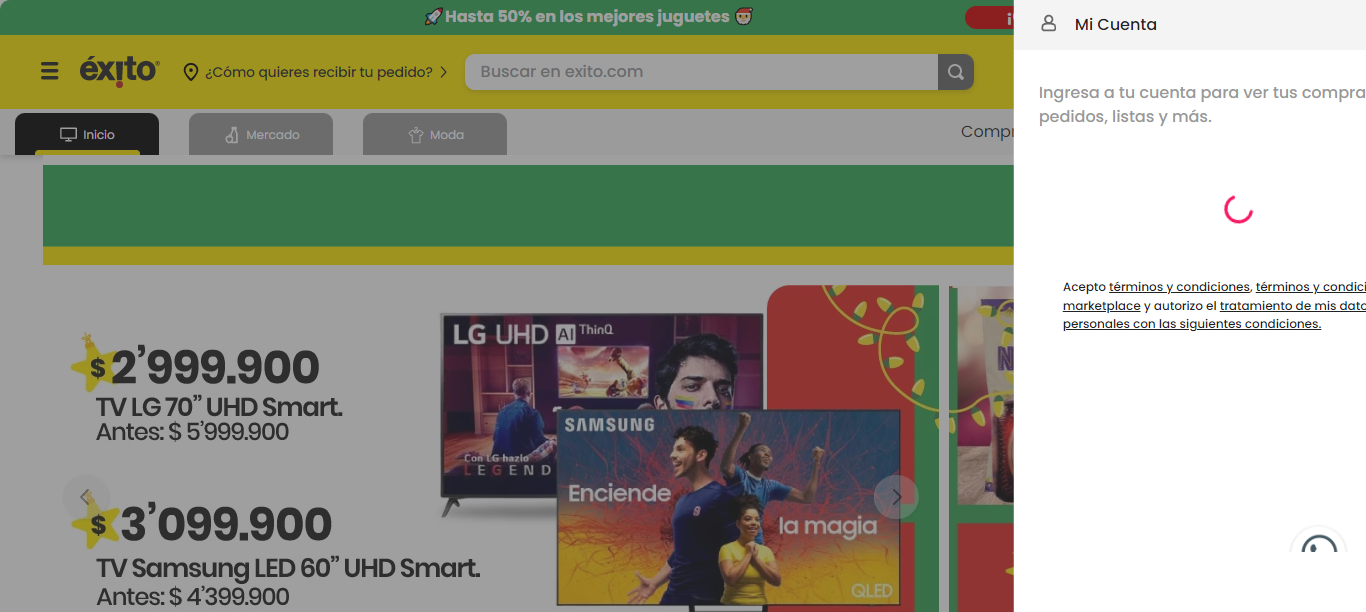 Hasta 50% en los mejores juguetes
Mi Cuenta
éxito
¿Cómo quieres recibir tu pedido?
Buscar en exito.com
Ingresa a tu cuenta para ver tus compra
pedidos, listas y más.
Inicio
Mercado
Moda
Compr
Acepto términos y condiciones, términos y condici
marketplace y autorizo el tratamiento de mis dato
personales con las siguientes condiciones.
LG UHD AI ThinQ
$ 2’999.900
TV LG 70” UHD Smart.
Antes: $ 5’999.900
Con LG hazlo
LEGEND
SAMSUNG
Enciende
la magia
QLED
$ 3’099.900
TV Samsung LED 60” UHD Smart.
Antes: $ 4’399.900